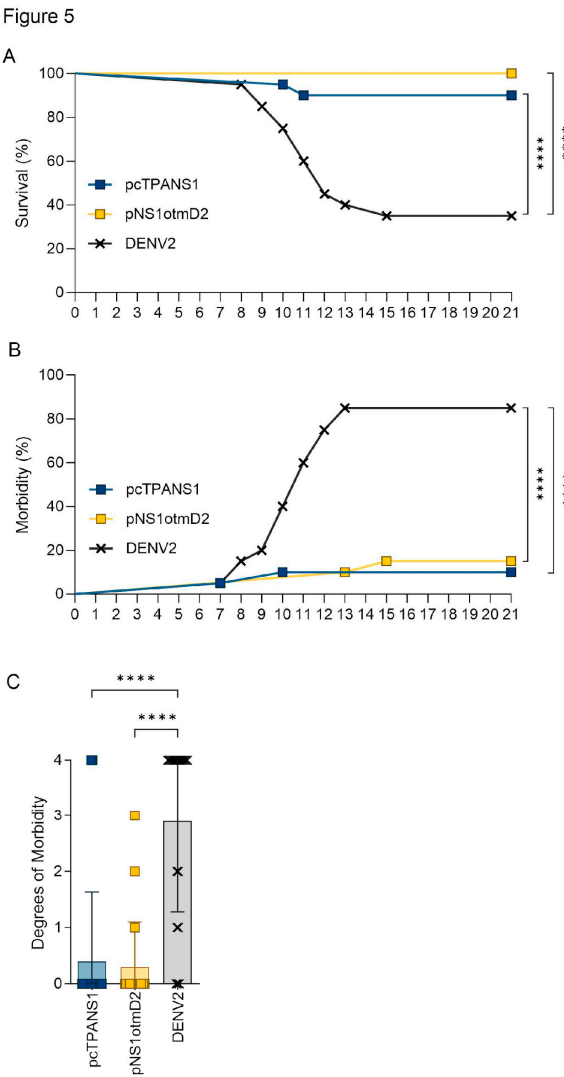 Figure 5
A
100
80
60
40
20
0
Survival (%)
pcTPANS1
pNS1otmD2
DENV2
****
0 1 2 3 4 5 6 7 8 9 10 11 12 13 14 15 16 17 18 19 20 21
B
100
80
60
40
20
0
Morbidity (%)
pcTPANS1
pNS1otmD2
DENV2
****
0 1 2 3 4 5 6 7 8 9 10 11 12 13 14 15 16 17 18 19 20 21
C
****
****
4
3
2
1
0
Degrees of Morbidity
pcTPANS1
pNS1otmD2
DENV2